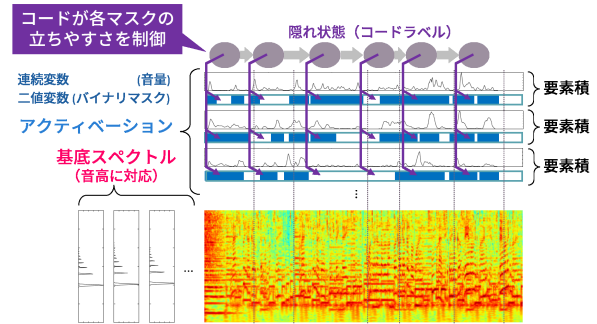 コードが各マスクの
立ちやすさを制御
隠れ状態（コードラベル）
連続変数 (音量)
二値変数 (バイナリマスク)
アクティベーション
基底スペクトル
（音高に対応）
要素積
要素積
要素積
⋮
...